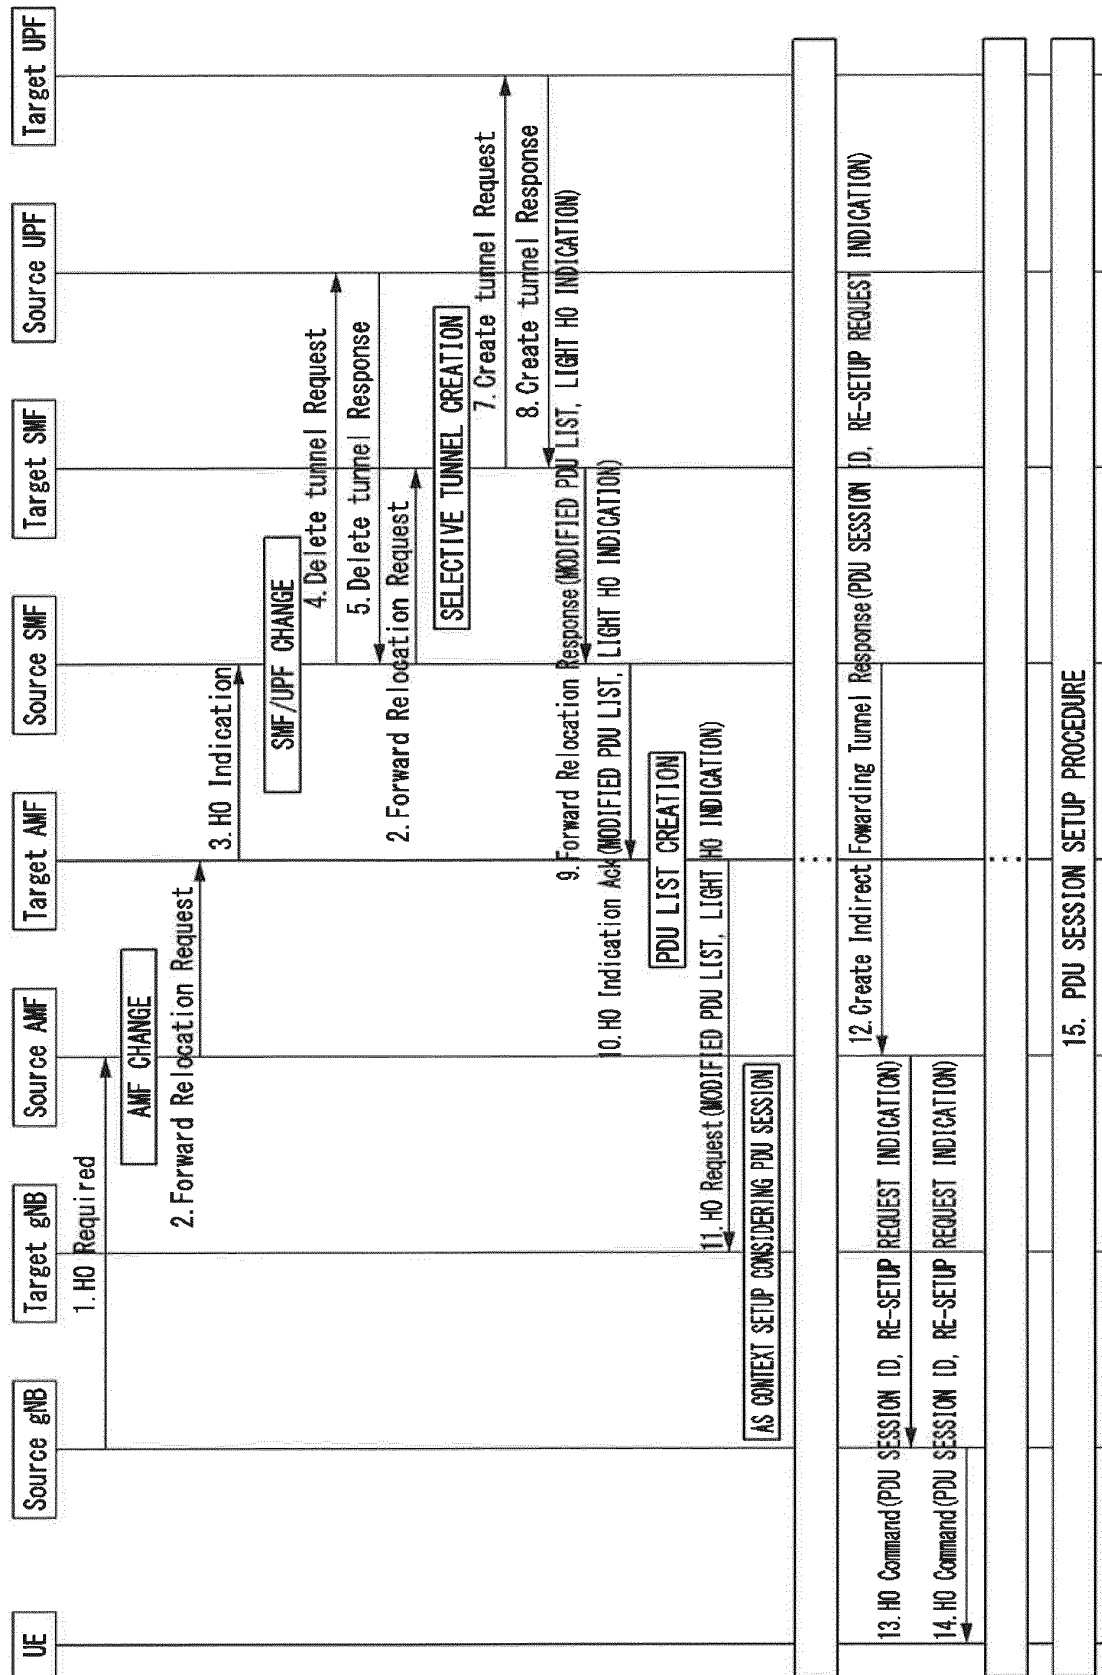 UE
Source gNB
Target gNB
Source AMF
Target AMF
Source SMF
Target SMF
Source UPF
Target UPF
1.HO Required
AMF CHANGE
2.Forward Relocation Request
3.HO Indication
SMF/UPF CHANGE
4.Delete tunnel Request
5.Delete tunnel Response
2.Forward Relocation Request
SELECTIVE TUNNEL CREATION
7.Create tunnel Request
8.Create tunnel Response
9.Forward Relocation Response(MODIFIED PDU LIST, LIGHT HO INDICATION)
10.HO Indication Ack(MODIFIED PDU LIST, LIGHT HO INDICATION)
PDU LIST CREATION
11.HO Request(MODIFIED PDU LIST, LIGHT HO INDICATION)
AS CONTEXT SETUP CONSIDERING PDU SESSION
...
12.Create Indirect Fowarding Tunnel Response(PDU SESSION ID, RE-SETUP REQUEST INDICATION)
13.HO Command(PDU SESSION ID, RE-SETUP REQUEST INDICATION)
14.HO Command(PDU SESSION ID, RE-SETUP REQUEST INDICATION)
...
15. PDU SESSION SETUP PROCEDURE